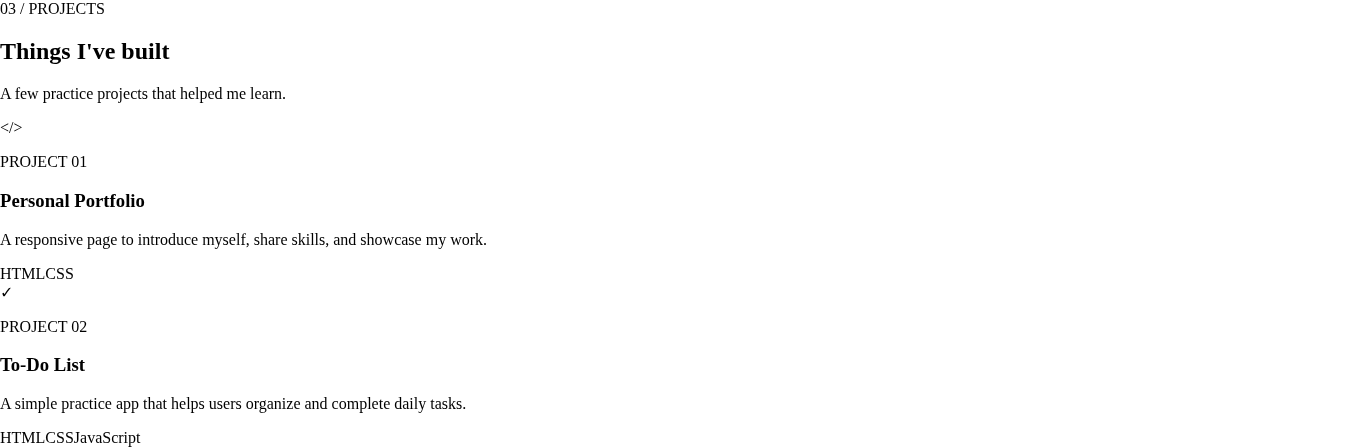 03 / PROJECTS
Things I've built
A few practice projects that helped me learn.
</>
PROJECT 01
Personal Portfolio
A responsive page to introduce myself, share skills, and showcase my work.
HTMLCSS
✓
PROJECT 02
To-Do List
A simple practice app that helps users organize and complete daily tasks.
HTMLCSSJavaScript